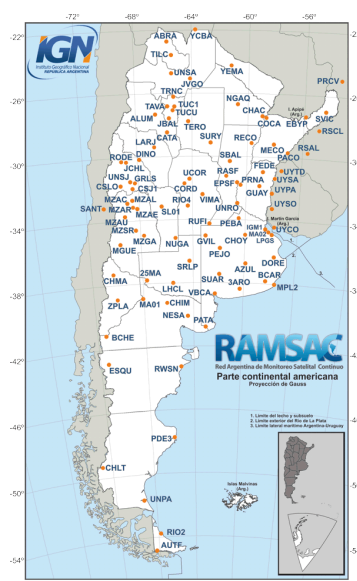 -72° -68° -64° -60° -56°
-22°
-26°
-30°
-34°
-38°
-42°
-46°
-50°
-54°
IGN
Instituto Geográfico Nacional
REPÚBLICA ARGENTINA
ABRA
YCBA
TILC
UNSA
YEMA
JVGO
PRCV
TRNC
NGAQ
I. Apipé
(Arg.)
TAVA
TUC1
CHAC
ALUM
TUCU
JBAL
TERO
COCA
EBYP
SVIC
CATA
SURY
RECO
RSCL
LARJ
MECO
RSAL
DINO
RODE
SBAL
PACO
JCHL
FEDE
UNSJ
GRLS
UCOR
RASF
UYTD
CSLO
CSJ1
CORD
EPSF
PRNA
UYSA
MZAC
MZAL
RIO4
VIMA
GUAY
UYPA
SANT
MZAR
MZAE
SL01
UNRO
UYSO
MZAU
RUFI
PEBA
I. Martín García
(Arg.)
MZSR
IGM1
UYCO
MZGA
NUGA
GVIL
CHOY
MA02
LPGS
MGUE
PEJO
1
2
3
25MA
SRLP
AZUL
DORE
CHMA
SUAR
BCAR
LHCL
3ARO
MPL2
ZPLA
MA01
CHIM
VBCA
NESA
PATA
BCHE
RAMSAC
Red Argentina de Monitoreo Satelital Continuo
Parte continental americana
Proyección de Gauss
ESQU
RWSN
1. Límite del lecho y subsuelo
2. Límite exterior del Río de La Plata
3. Límite lateral marítimo Argentino-Uruguay
PDE3
CHLT
Islas Malvinas
(Arg.)
UNPA
RIO2
AUTF